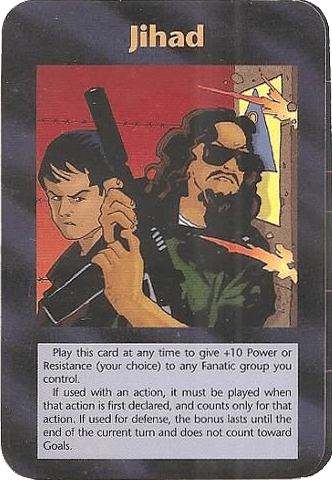 Jihad
Play this card at any time to give +10 Power or
Resistance (your choice) to any Fanatic group you
control.
If used with an action, it must be played when
that action is first declared, and counts only for that
action. If used for defense, the bonus lasts until the
end of the current turn and does not count toward
Goals.